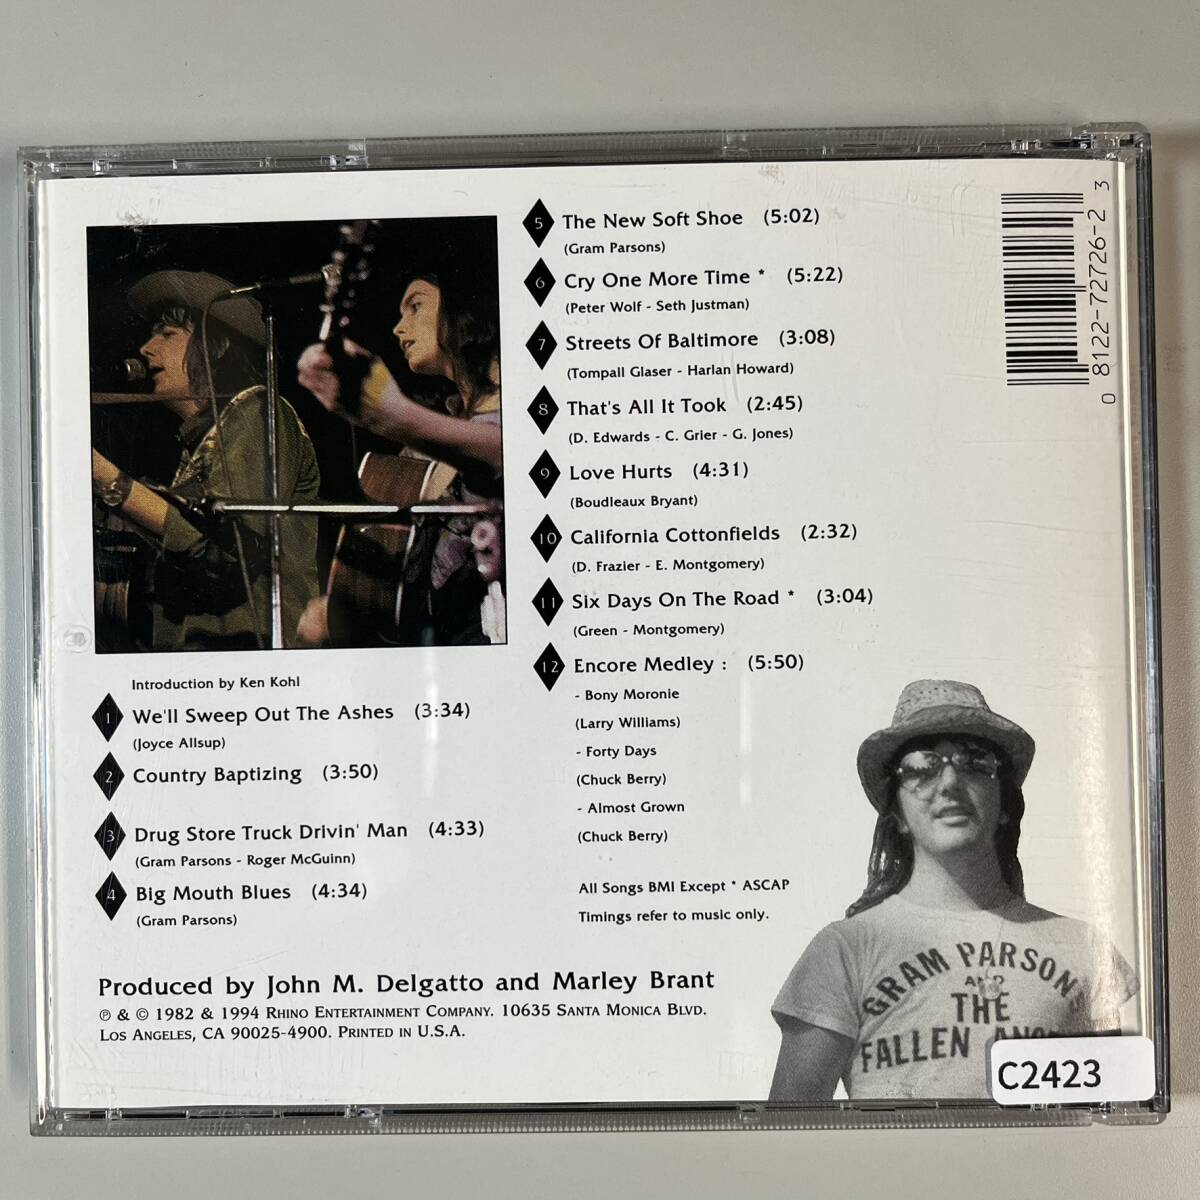 Introduction by Ken Kohl
1 We'll Sweep Out The Ashes (3:34)
(Joyce Allsup)
2 Country Baptizing (3:50)
3 Drug Store Truck Drivin' Man (4:33)
(Gram Parsons - Roger McGuinn)
4 Big Mouth Blues (4:34)
(Gram Parsons)
5 The New Soft Shoe (5:02)
(Gram Parsons)
6 Cry One More Time * (5:22)
(Peter Wolf - Seth Justman)
7 Streets Of Baltimore (3:08)
(Tompall Glaser - Harlan Howard)
8 That's All It Took (2:45)
(D. Edwards - C. Grier - G. Jones)
9 Love Hurts (4:31)
(Boudleaux Bryant)
10 California Cottonfields (2:32)
(D. Frazier - E. Montgomery)
11 Six Days On The Road * (3:04)
(Green - Montgomery)
12 Encore Medley : (5:50)
- Bony Moronie
(Larry Williams)
- Forty Days
(Chuck Berry)
- Almost Grown
(Chuck Berry)
All Songs BMI Except * ASCAP
Timings refer to music only.
Produced by John M. Delgatto and Marley Brant
℗ & © 1982 & 1994 Rhino Entertainment Company. 10635 Santa Monica Blvd.
Los Angeles, CA 90025-4900. Printed in U.S.A.
0 8122-72726-2 3
GRAM PARSONS
AND
THE
FALLEN
C2423